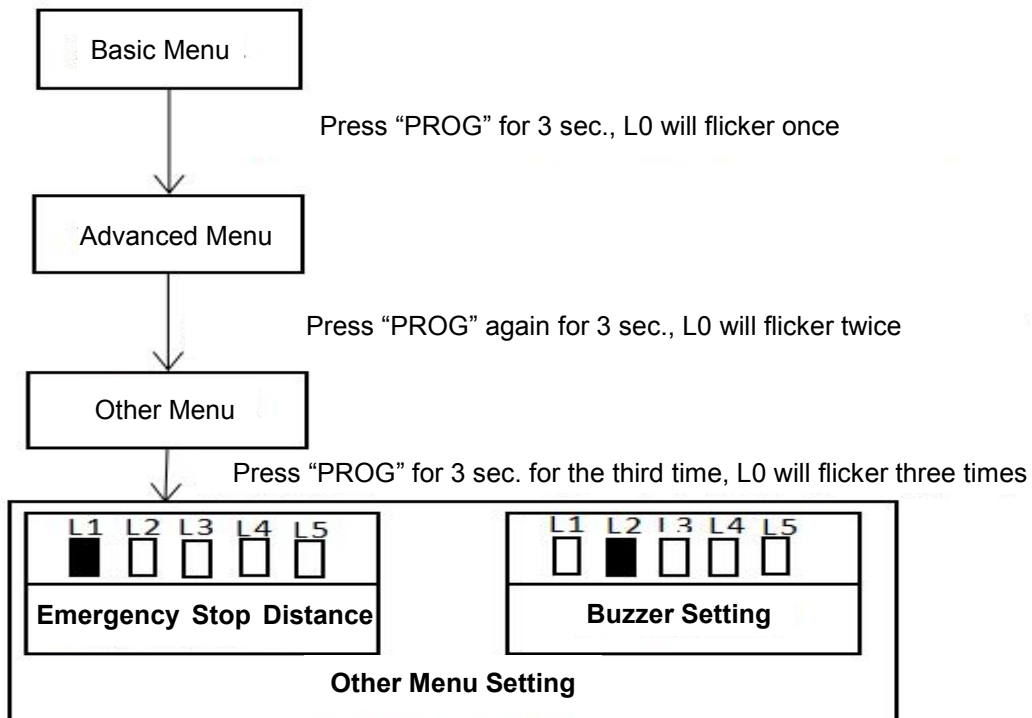 Basic Menu
Press “PROG” for 3 sec., L0 will flicker once
Advanced Menu
Press “PROG” again for 3 sec., L0 will flicker twice
Other Menu
Press “PROG” for 3 sec. for the third time, L0 will flicker three times
L1 L2 L3 L4 L5
Emergency Stop Distance
L1 L2 L3 L4 L5
Buzzer Setting
Other Menu Setting